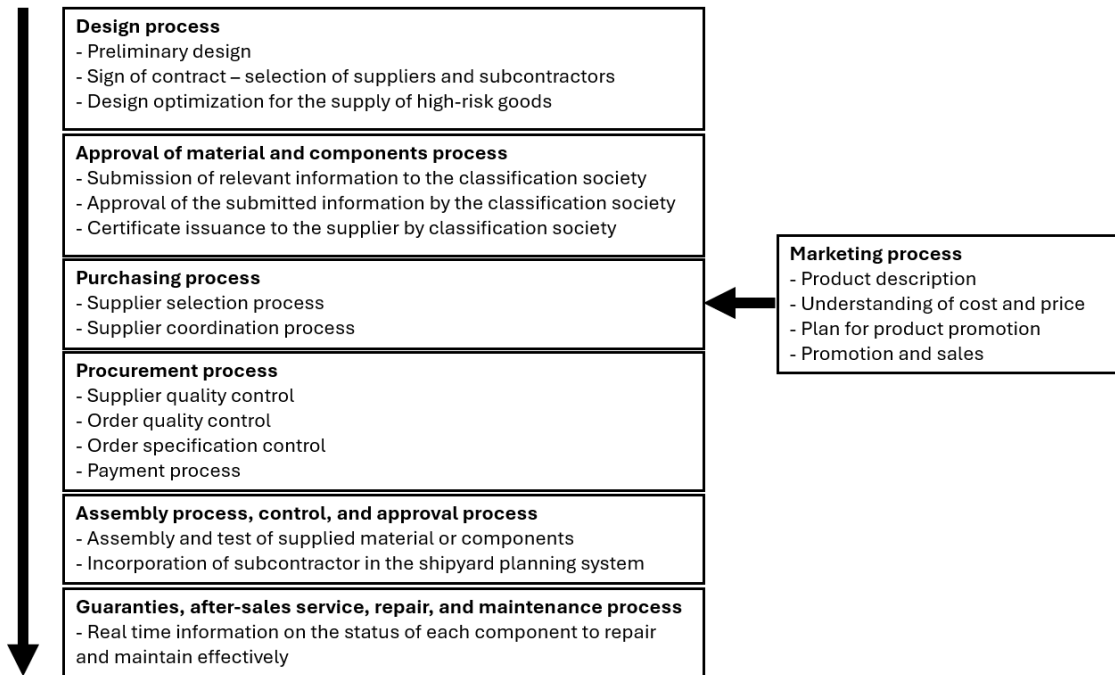 Design process
- Preliminary design
- Sign of contract – selection of suppliers and subcontractors
- Design optimization for the supply of high-risk goods
Approval of material and components process
- Submission of relevant information to the classification society
- Approval of the submitted information by the classification society
- Certificate issuance to the supplier by classification society
Purchasing process
- Supplier selection process
- Supplier coordination process
Procurement process
- Supplier quality control
- Order quality control
- Order specification control
- Payment process
Assembly process, control, and approval process
- Assembly and test of supplied material or components
- Incorporation of subcontractor in the shipyard planning system
Guaranties, after-sales service, repair, and maintenance process
- Real time information on the status of each component to repair
and maintain effectively
Marketing process
- Product description
- Understanding of cost and price
- Plan for product promotion
- Promotion and sales